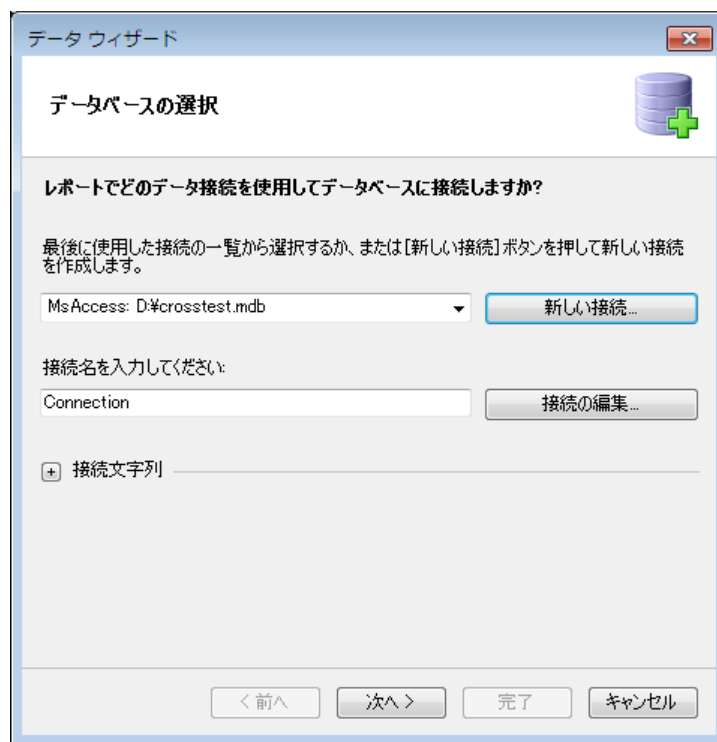 データ ウィザード
データベースの選択
レポートでどのデータ接続を使用してデータベースに接続しますか?
最後に使用した接続の一覧から選択するか、または[新しい接続]ボタンを押して新しい接続
を作成します。
MsAccess: D:¥crosstest.mdb
新しい接続...
接続名を入力してください:
Connection
接続の編集...
接続文字列
< 前へ
次へ >
完了
キャンセル